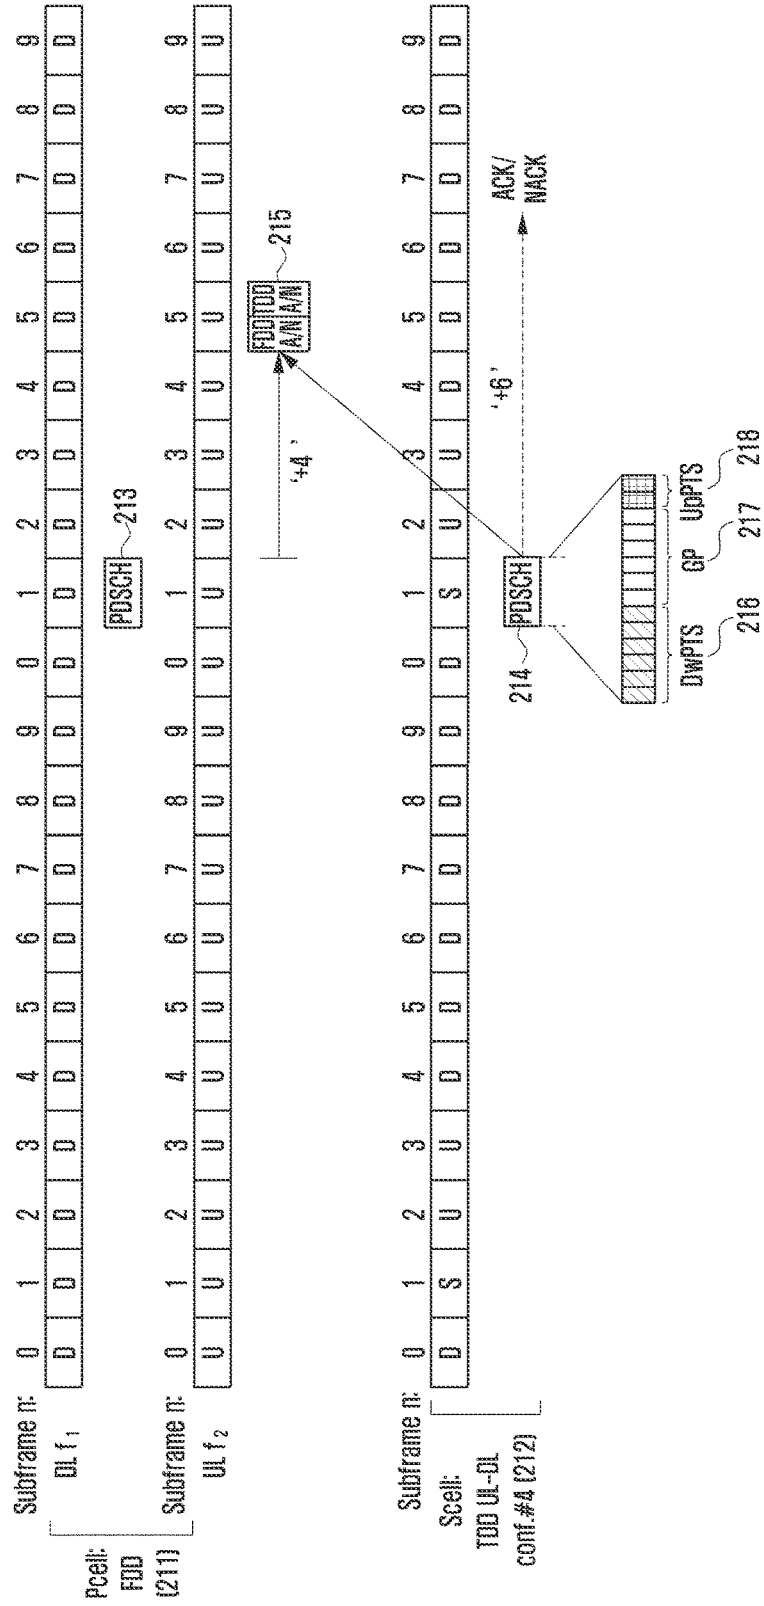 Subframe n: 0 1 2 3 4 5 6 7 8 9 0 1 2 3 4 5 6 7 8 9
Pcell:
FDD
(211)
DL f1 D D D D D D D D D D D D D D D D D D D D
PDSCH 213
Subframe n: 0 1 2 3 4 5 6 7 8 9 0 1 2 3 4 5 6 7 8 9
UL f2 U U U U U U U U U U U U U U U U U U U U
FDD TDD
A/N A/N
215
'+4'
Subframe n: 0 1 2 3 4 5 6 7 8 9 0 1 2 3 4 5 6 7 8 9
Scell: D S U U D D D D D D D S U U D D D D D D
TDD UL-DL
conf.#4 (212)
'+6'
ACK/
NACK
214 PDSCH
DwPTS GP UpPTS
216 217 218